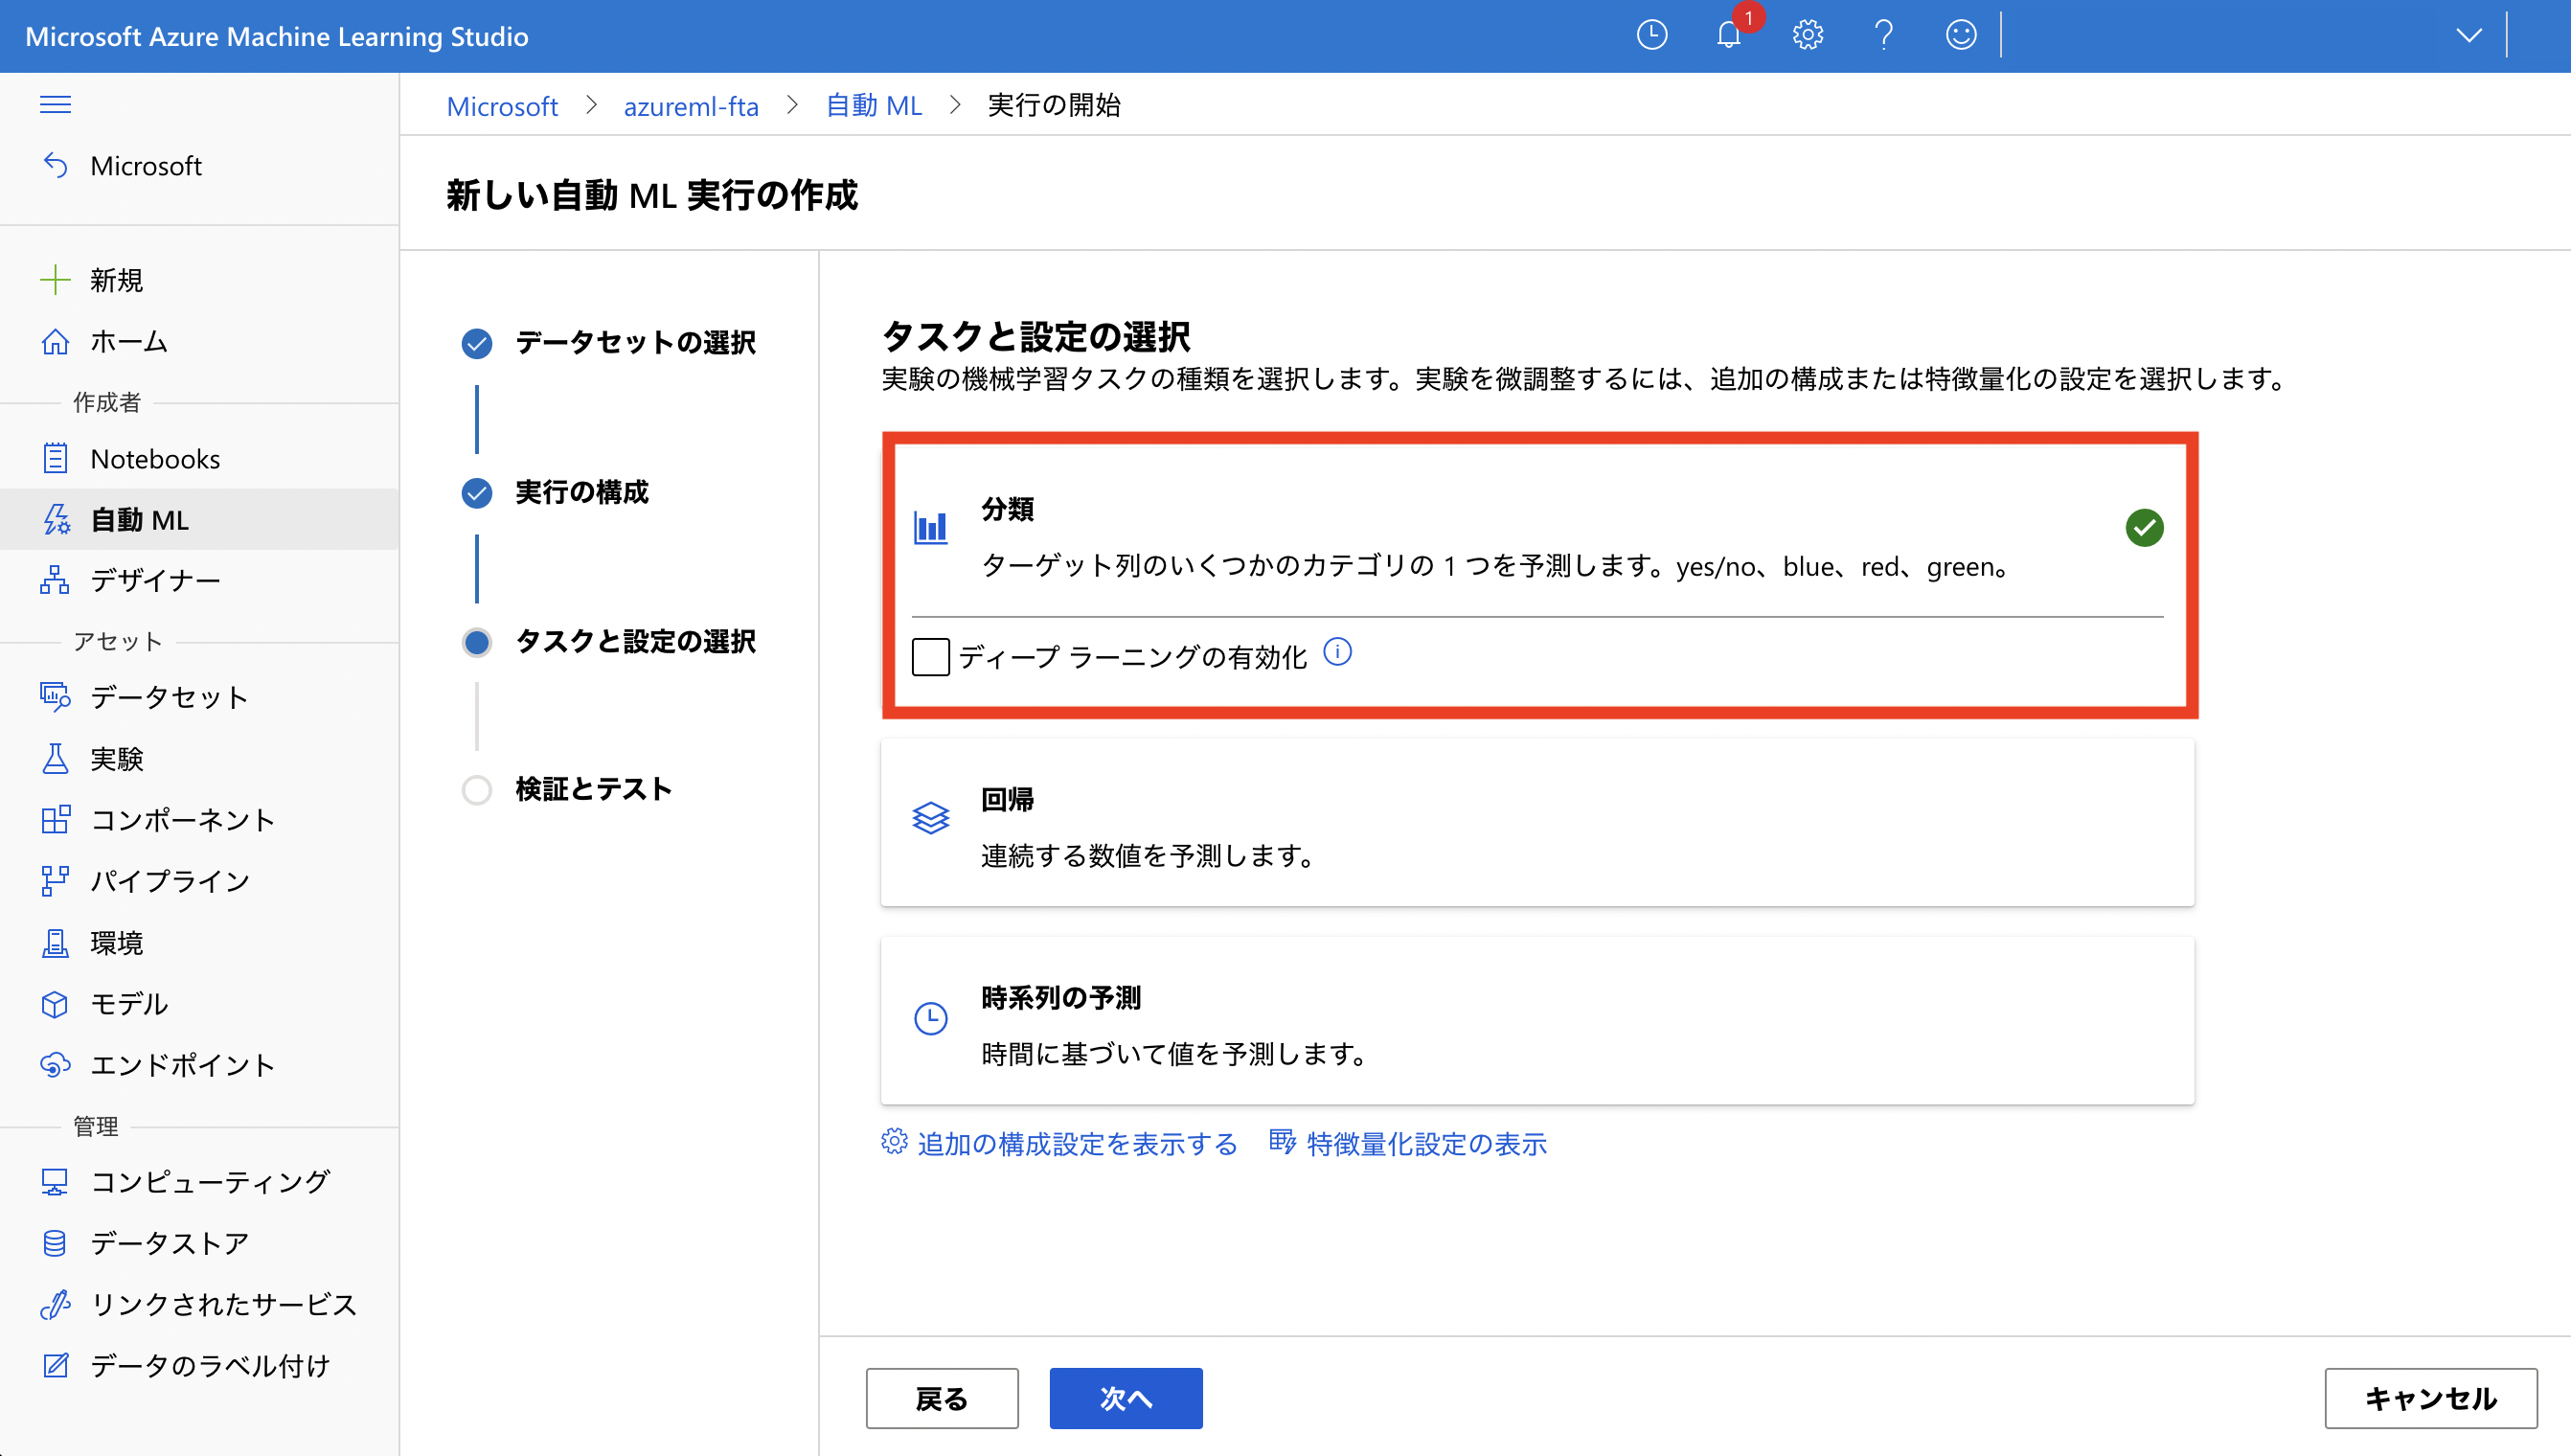 Microsoft Azure Machine Learning Studio
1
Microsoft > azureml-fta > 自動 ML > 実行の開始
Microsoft
新しい自動 ML 実行の作成
新規
ホーム
作成者
Notebooks
自動 ML
デザイナー
アセット
データセット
実験
コンポーネント
パイプライン
環境
モデル
エンドポイント
管理
コンピューティング
データストア
リンクされたサービス
データのラベル付け
データセットの選択
実行の構成
タスクと設定の選択
検証とテスト
タスクと設定の選択
実験の機械学習タスクの種類を選択します。実験を微調整するには、追加の構成または特徴量化の設定を選択します。
分類
ターゲット列のいくつかのカテゴリの 1 つを予測します。yes/no、blue、red、green。
ディープ ラーニングの有効化
回帰
連続する数値を予測します。
時系列の予測
時間に基づいて値を予測します。
追加の構成設定を表示する 特徴量化設定の表示
戻る 次へ キャンセル